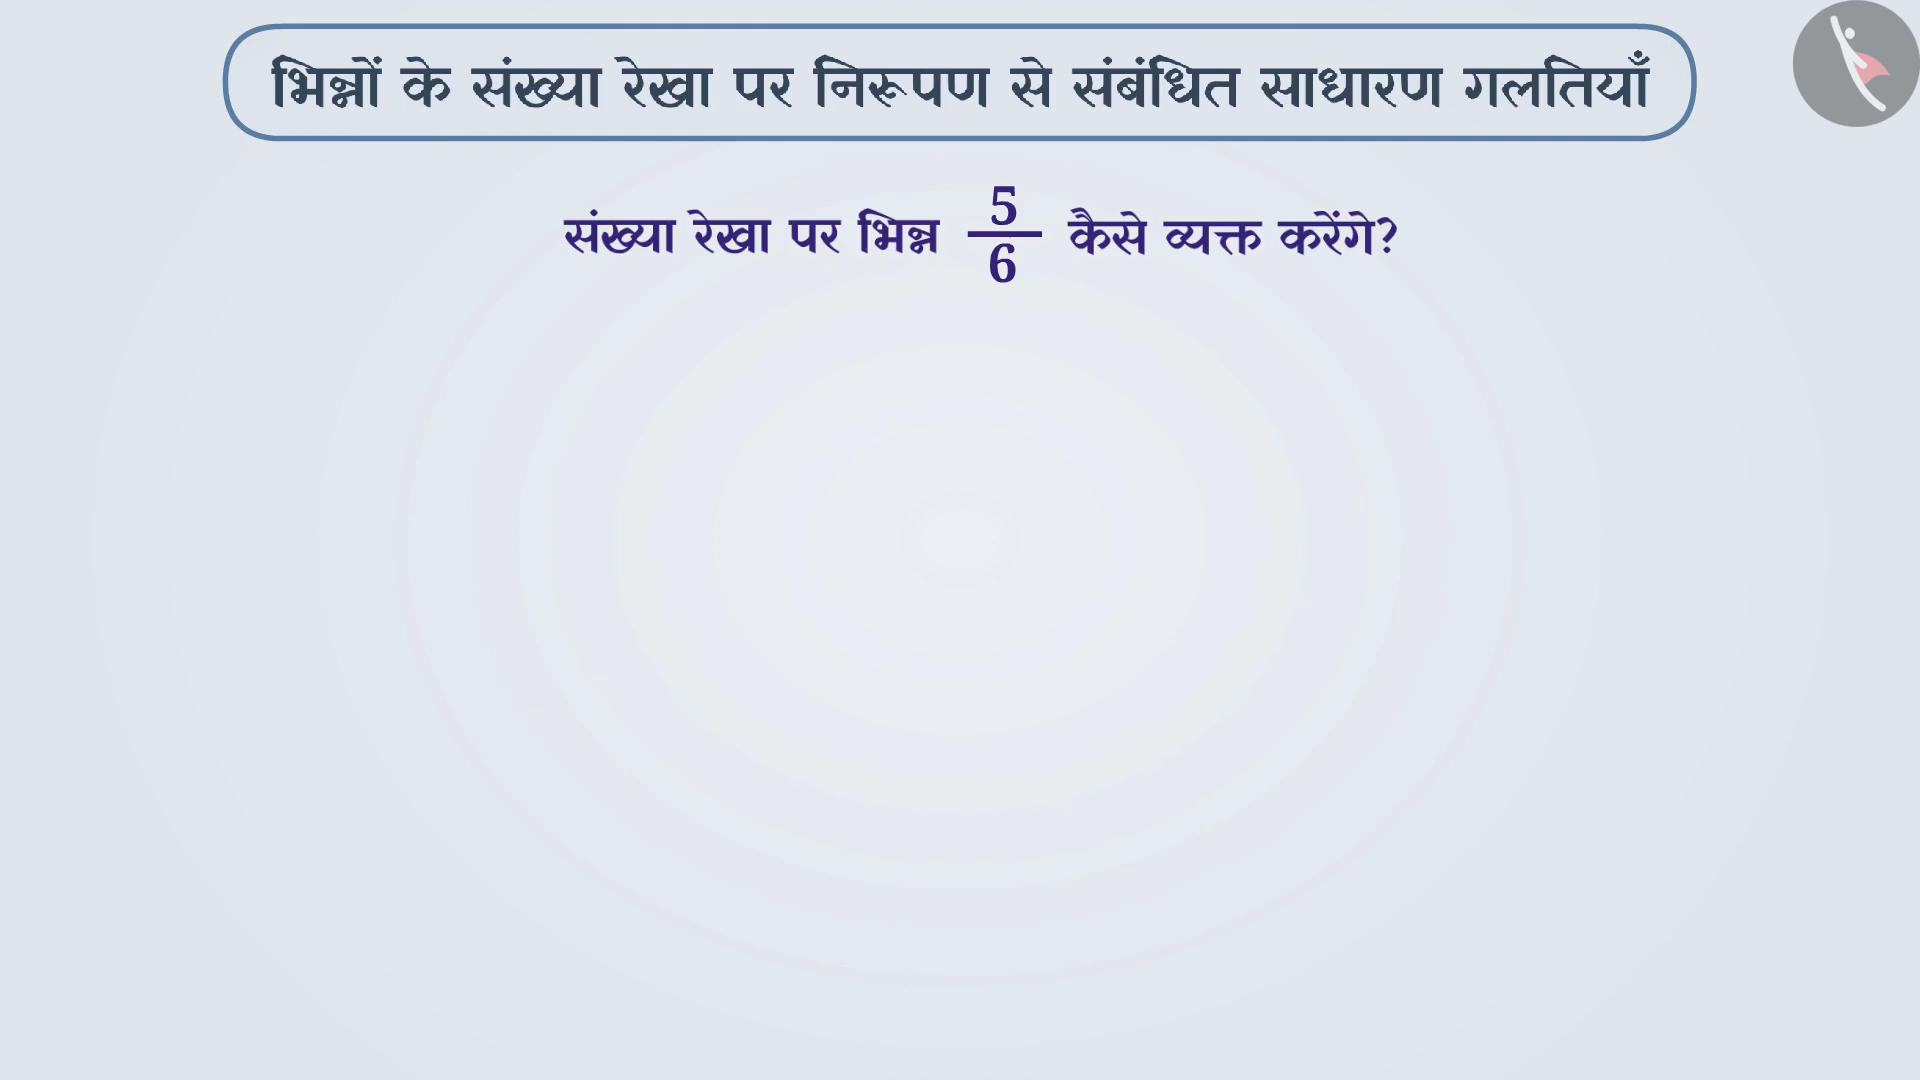 भिन्नों के संख्या रेखा पर निरूपण से संबंधित साधारण गलतियाँ
संख्या रेखा पर भिन्न 5/6 कैसे व्यक्त करेंगे?